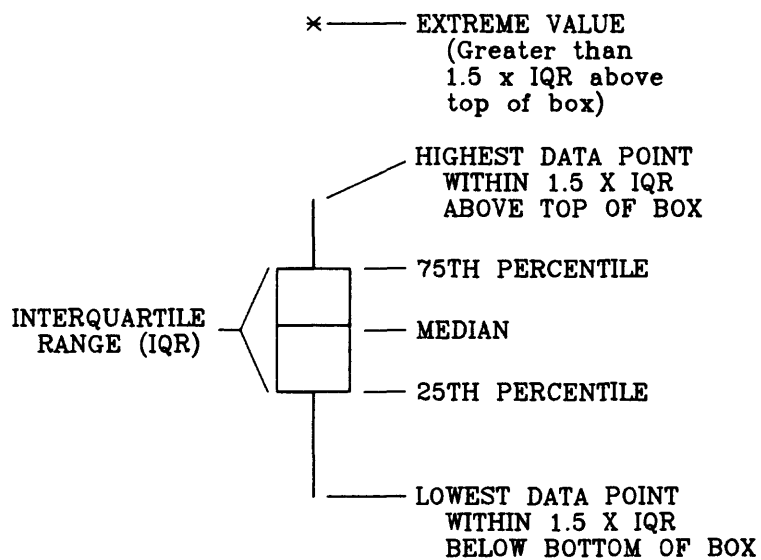 EXTREME VALUE
(Greater than
1.5 x IQR above
top of box)
HIGHEST DATA POINT
WITHIN 1.5 X IQR
ABOVE TOP OF BOX
75TH PERCENTILE
INTERQUARTILE
RANGE (IQR)
MEDIAN
25TH PERCENTILE
LOWEST DATA POINT
WITHIN 1.5 X IQR
BELOW BOTTOM OF BOX